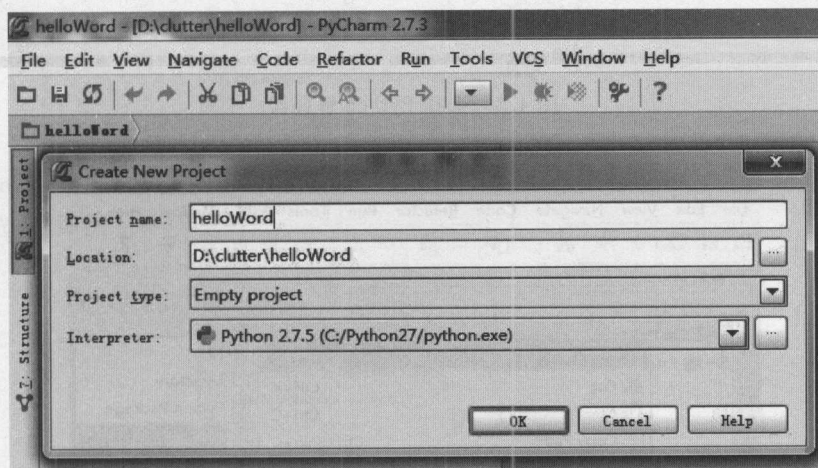 helloWord - [D:\clutter\helloWord] - PyCharm 2.7.3
File Edit View Navigate Code Refactor Run Tools VCS Window Help
helloWord
1: Project
7: Structure
Create New Project
Project name: helloWord
Location: D:\clutter\helloWord
Project type: Empty project
Interpreter: Python 2.7.5 (C:/Python27/python.exe)
OK Cancel Help